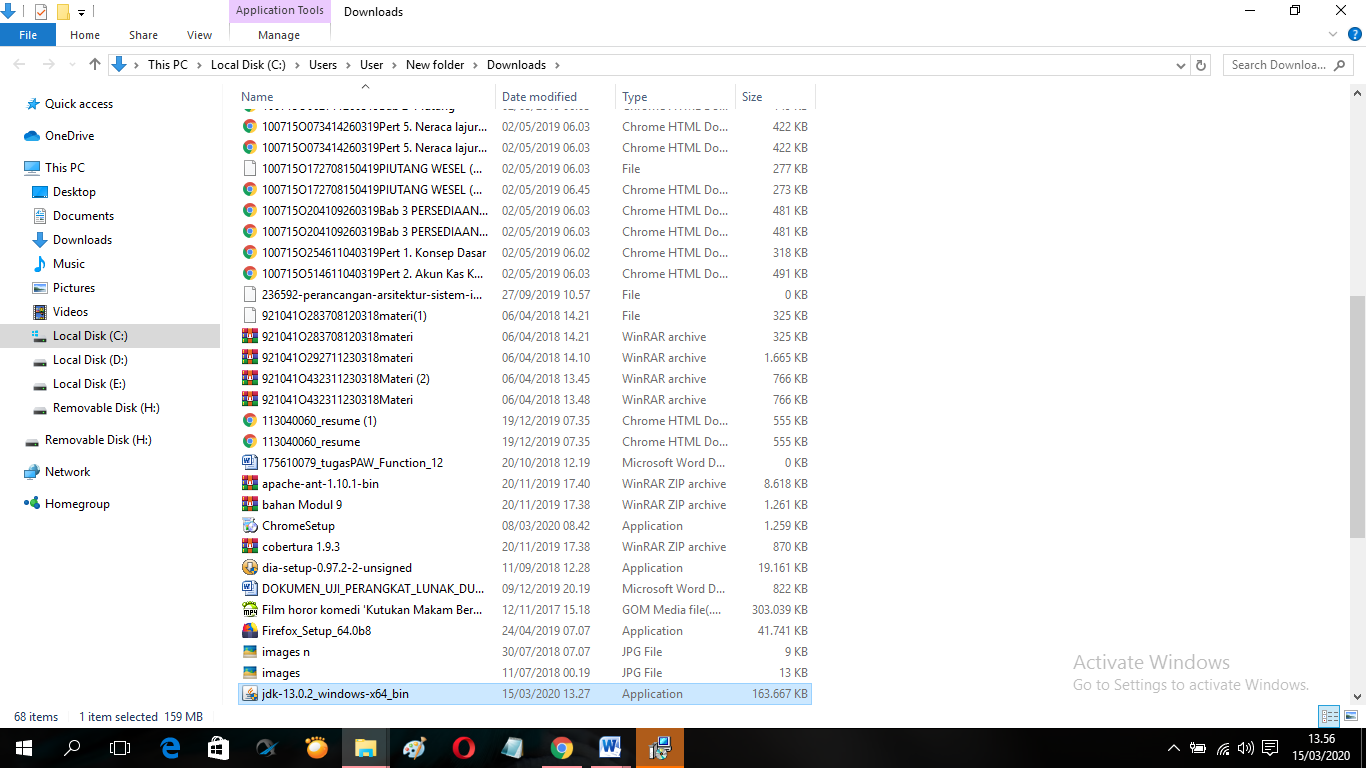 Application Tools Downloads
File Home Share View Manage
This PC Local Disk (C:) Users User New folder Downloads Search Downloa...
Name Date modified Type Size
Quick access
OneDrive
This PC
Desktop
Documents
Downloads
Music
Pictures
Videos
Local Disk (C:)
Local Disk (D:)
Local Disk (E:)
Removable Disk (H:)
Removable Disk (H:)
Network
Homegroup
100715O073414260319Pert 5. Neraca lajur... 02/05/2019 06.03 Chrome HTML Do... 422 KB
100715O073414260319Pert 5. Neraca lajur... 02/05/2019 06.03 Chrome HTML Do... 422 KB
100715O172708150419PIUTANG WESEL (... 02/05/2019 06.03 File 277 KB
100715O172708150419PIUTANG WESEL (... 02/05/2019 06.45 Chrome HTML Do... 273 KB
100715O204109260319Bab 3 PERSEDIAAN... 02/05/2019 06.03 Chrome HTML Do... 481 KB
100715O204109260319Bab 3 PERSEDIAAN... 02/05/2019 06.03 Chrome HTML Do... 481 KB
100715O254611040319Pert 1. Konsep Dasar 02/05/2019 06.02 Chrome HTML Do... 318 KB
100715O514611040319Pert 2. Akun Kas K... 02/05/2019 06.03 Chrome HTML Do... 491 KB
236592-perancangan-arsitektur-sistem-i... 27/09/2019 10.57 File 0 KB
921041O283708120318materi(1) 06/04/2018 14.21 File 325 KB
921041O283708120318materi 06/04/2018 14.21 WinRAR archive 325 KB
921041O292711230318materi 06/04/2018 14.10 WinRAR archive 1.665 KB
921041O432311230318Materi (2) 06/04/2018 13.45 WinRAR archive 766 KB
921041O432311230318Materi 06/04/2018 13.48 WinRAR archive 766 KB
113040060_resume (1) 19/12/2019 07.35 Chrome HTML Do... 555 KB
113040060_resume 19/12/2019 07.35 Chrome HTML Do... 555 KB
175610079_tugasPAW_Function_12 20/10/2018 12.19 Microsoft Word D... 0 KB
apache-ant-1.10.1-bin 20/11/2019 17.40 WinRAR ZIP archive 8.618 KB
bahan Modul 9 20/11/2019 17.38 WinRAR ZIP archive 1.261 KB
ChromeSetup 08/03/2020 08.42 Application 1.259 KB
cobertura 1.9.3 20/11/2019 17.38 WinRAR ZIP archive 870 KB
dia-setup-0.97.2-2-unsigned 11/09/2018 12.28 Application 19.161 KB
DOKUMEN_UJI_PERANGKAT_LUNAK_DU... 09/12/2019 20.19 Microsoft Word D... 822 KB
Film horor komedi 'Kutukan Makam Ber... 12/11/2017 15.18 GOM Media file(.... 303.039 KB
Firefox_Setup_64.0b8 24/04/2019 07.07 Application 41.741 KB
images n 30/07/2018 07.07 JPG File 9 KB
images 11/07/2018 00.19 JPG File 13 KB
jdk-13.0.2_windows-x64_bin 15/03/2020 13.27 Application 163.667 KB
Activate Windows
Go to Settings to activate Windows.
68 items 1 item selected 159 MB
13.56
15/03/2020